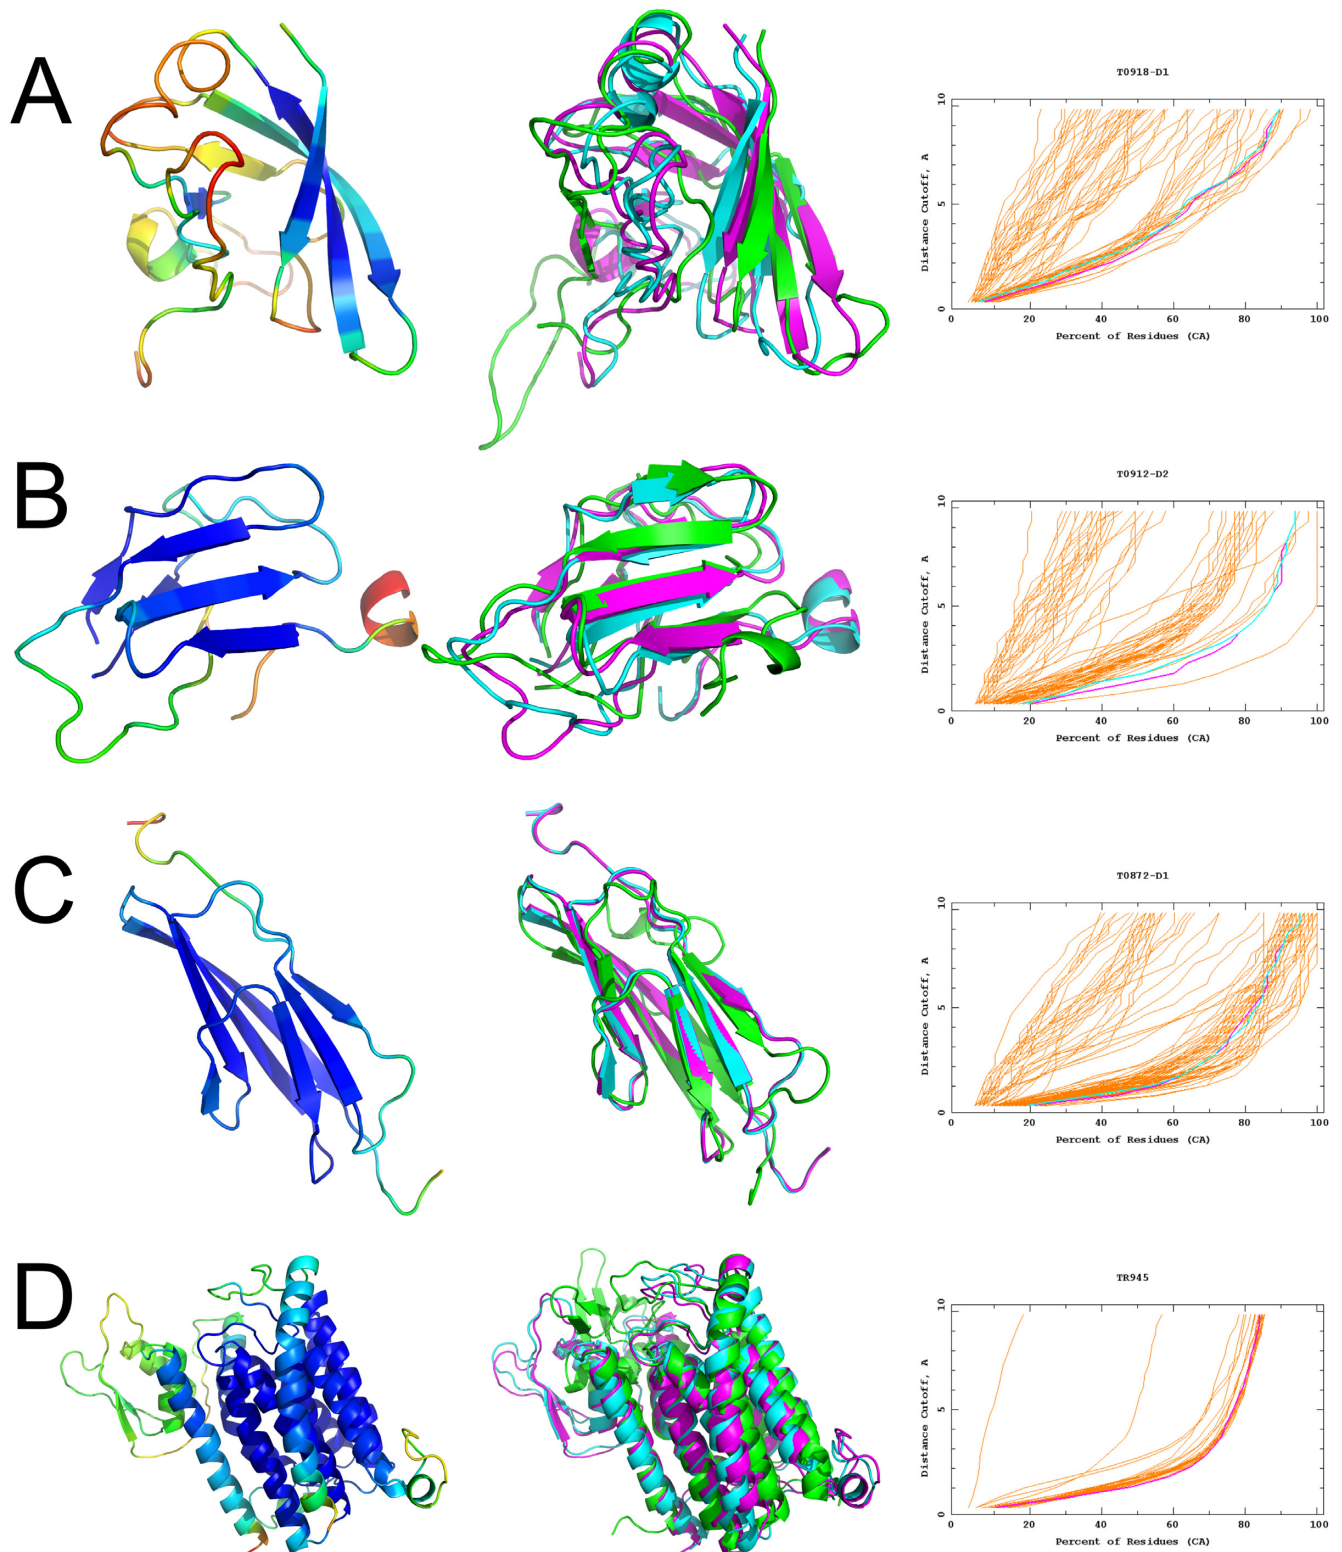 A
T0918-D1
10
5
0
Distance Cutoff, A
0 20 40 60 80 100
Percent of Residues (CA)
B
T0912-D2
10
5
0
Distance Cutoff, A
0 20 40 60 80 100
Percent of Residues (CA)
C
T0872-D1
10
5
0
Distance Cutoff, A
0 20 40 60 80 100
Percent of Residues (CA)
D
TR945
10
5
0
Distance Cutoff, A
0 20 40 60 80 100
Percent of Residues (CA)